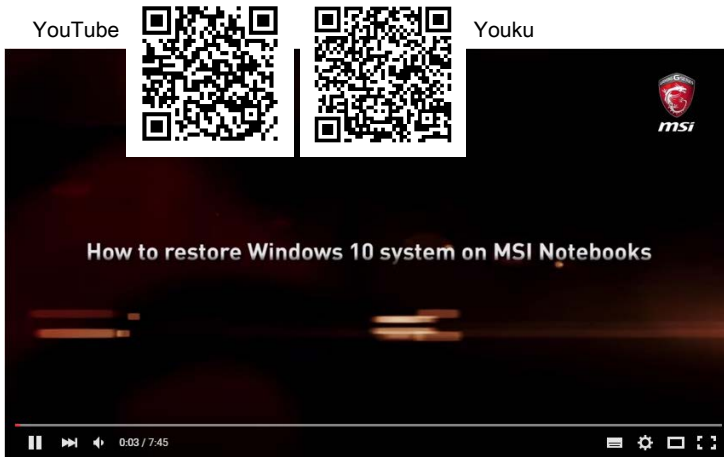 YouTube
Youku
msi
How to restore Windows 10 system on MSI Notebooks
0:03 / 7:45